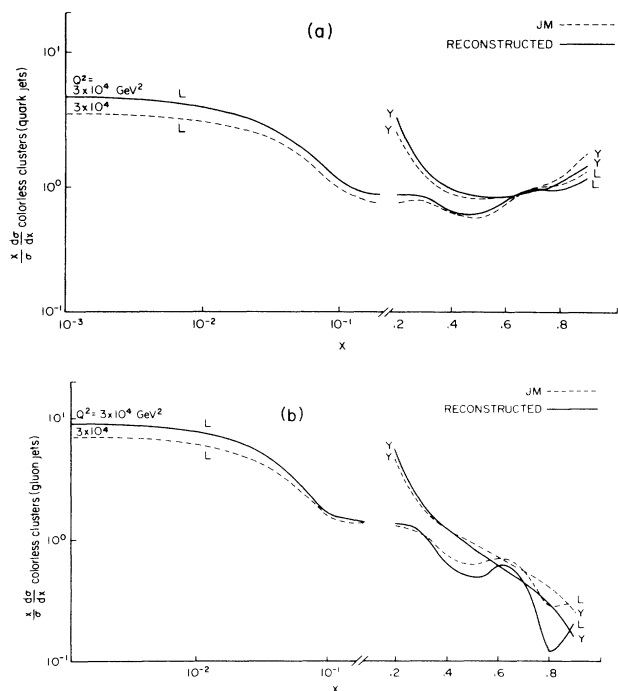 (a)
JM
RECONSTRUCTED
Q² =
3×10⁴ GeV²
3×10⁴
L
L
Y
Y
Y
Y
L
L
10¹
10⁰
10⁻¹
x/σ dσ/dx colorless clusters (quark jets)
10⁻³ 10⁻² 10⁻¹ .2 .4 .6 .8
X
(b)
JM
RECONSTRUCTED
Q² = 3×10⁴ GeV²
3×10⁴
L
L
Y
Y
L
Y
L
Y
10¹
10⁰
10⁻¹
x/σ dσ/dx colorless clusters (gluon jets)
10⁻² 10⁻¹ .2 .4 .6 .8
X